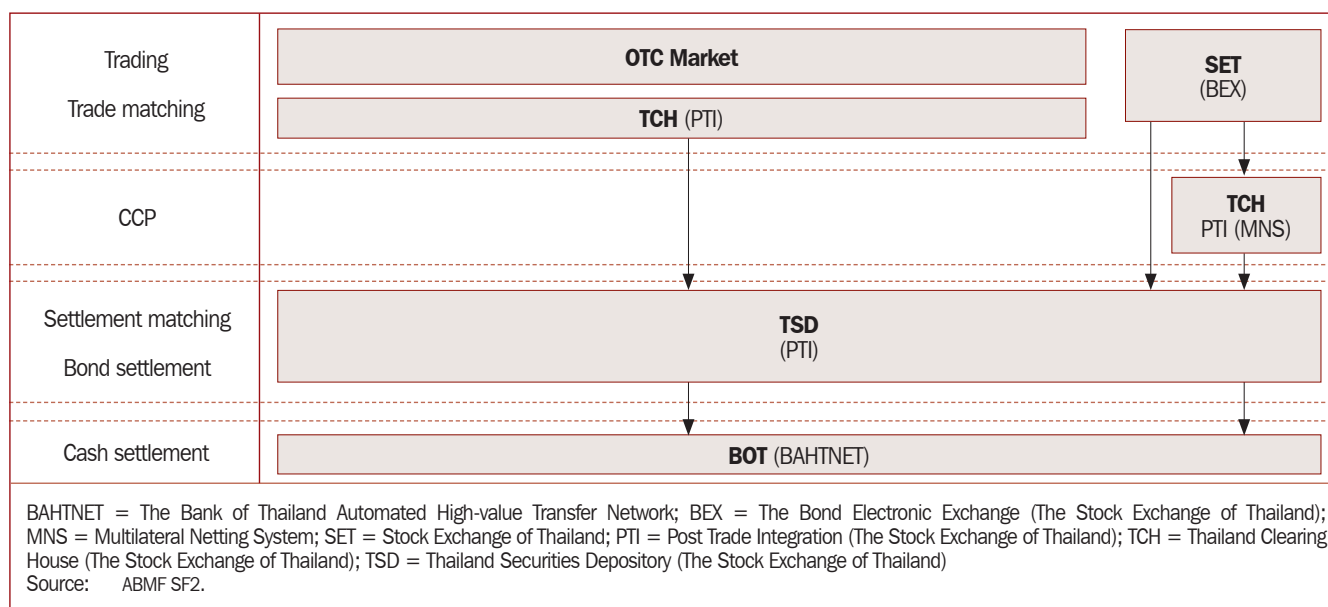 Trading
OTC Market
SET
(BEX)
Trade matching
TCH (PTI)
CCP
TCH
PTI (MNS)
Settlement matching
TSD
(PTI)
Bond settlement
Cash settlement
BOT (BAHTNET)
BAHTNET = The Bank of Thailand Automated High-value Transfer Network; BEX = The Bond Electronic Exchange (The Stock Exchange of Thailand);
MNS = Multilateral Netting System; SET = Stock Exchange of Thailand; PTI = Post Trade Integration (The Stock Exchange of Thailand); TCH = Thailand Clearing
House (The Stock Exchange of Thailand); TSD = Thailand Securities Depository (The Stock Exchange of Thailand)
Source: ABMF SF2.